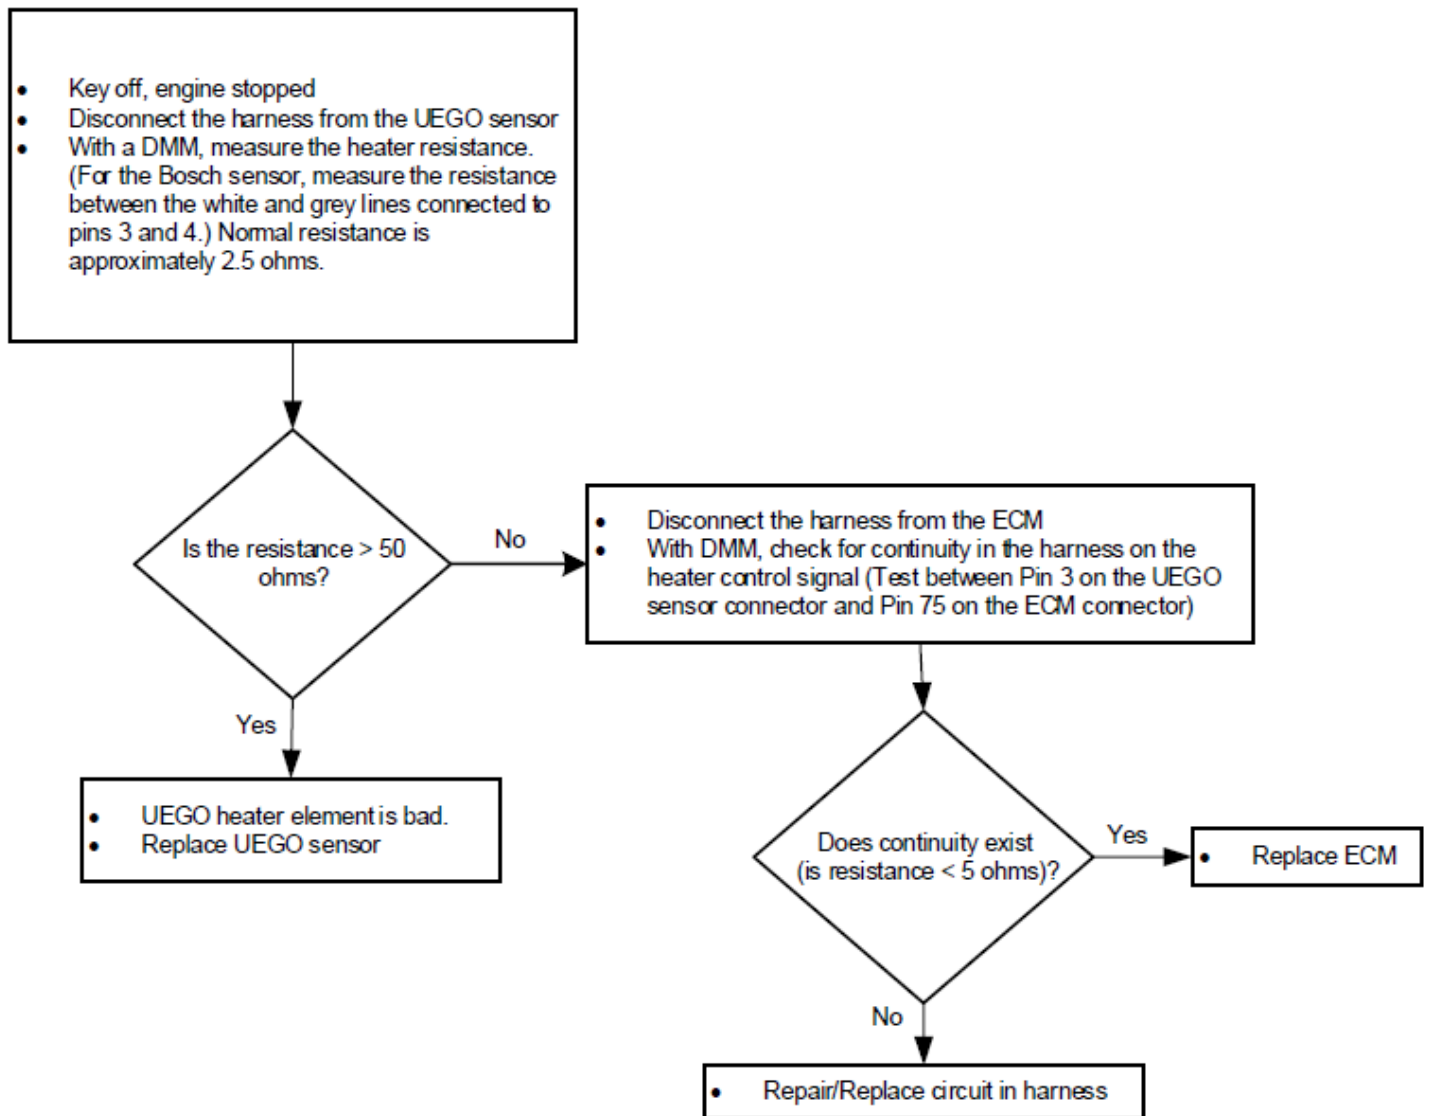 • Key off, engine stopped
• Disconnect the harness from the UEGO sensor
• With a DMM, measure the heater resistance.
(For the Bosch sensor, measure the resistance
between the white and grey lines connected to
pins 3 and 4.) Normal resistance is
approximately 2.5 ohms.
Is the resistance > 50
ohms?
No
• Disconnect the harness from the ECM
• With DMM, check for continuity in the harness on the
heater control signal (Test between Pin 3 on the UEGO
sensor connector and Pin 75 on the ECM connector)
Yes
• UEGO heater element is bad.
• Replace UEGO sensor
Does continuity exist
(is resistance < 5 ohms)?
Yes
• Replace ECM
No
• Repair/Replace circuit in harness